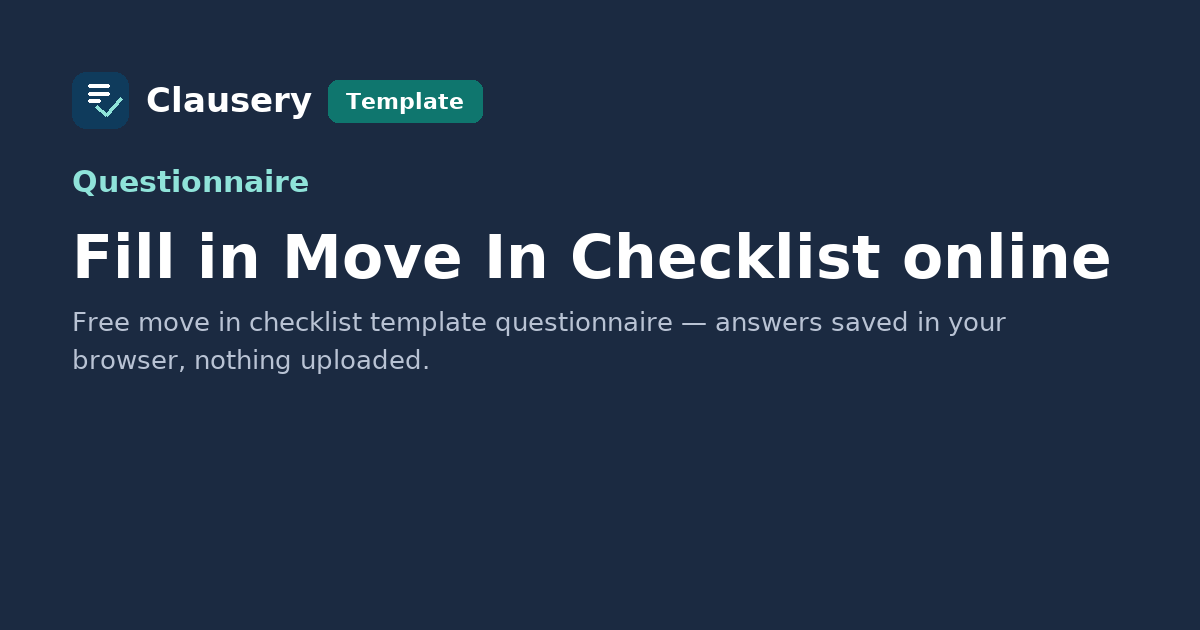 Clausery
Template
Questionnaire
Fill in Move In Checklist online
Free move in checklist template questionnaire — answers saved in your
browser, nothing uploaded.